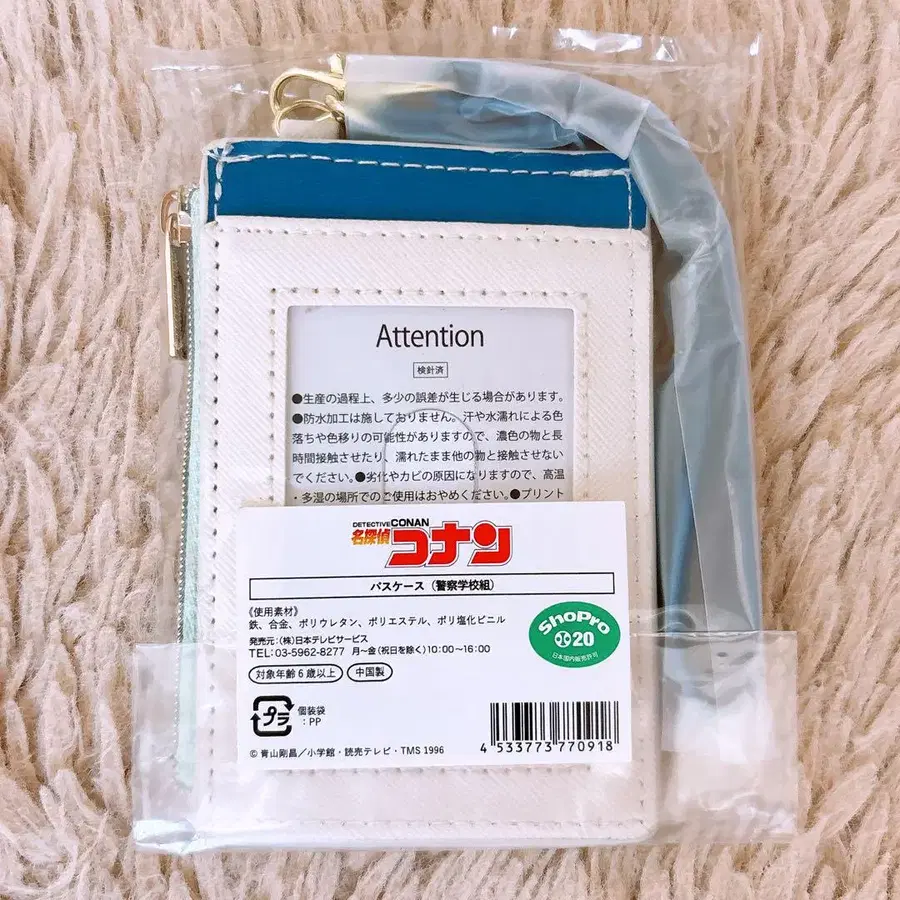 Attention
検針済
●生産の過程上、多少の誤差が生じる場合があります。
●防水加工は施しておりません。汗や水濡れによる色
落ちや色移りの可能性がありますので、濃色の物と長
時間接触させたり、濡れたまま他の物と接触させない
でください。●劣化やカビの原因になりますので、高温
・多湿の場所でのご使用はおやめください。●プリント
DETECTIVE CONAN
名探偵
コナン
パスケース(警察学校組)
《使用素材》
鉄、合金、ポリウレタン、ポリエステル、ポリ塩化ビニル
発売元:(株)日本テレビサービス
TEL:03-5962-8277 月~金(祝日を除く)10:00~16:00
対象年齢6歳以上 中国製
ShoPro
20
日本国内販売許可
プラ
個装袋
:PP
© 青山剛昌/小学館・読売テレビ・TMS 1996
4 533773 770918